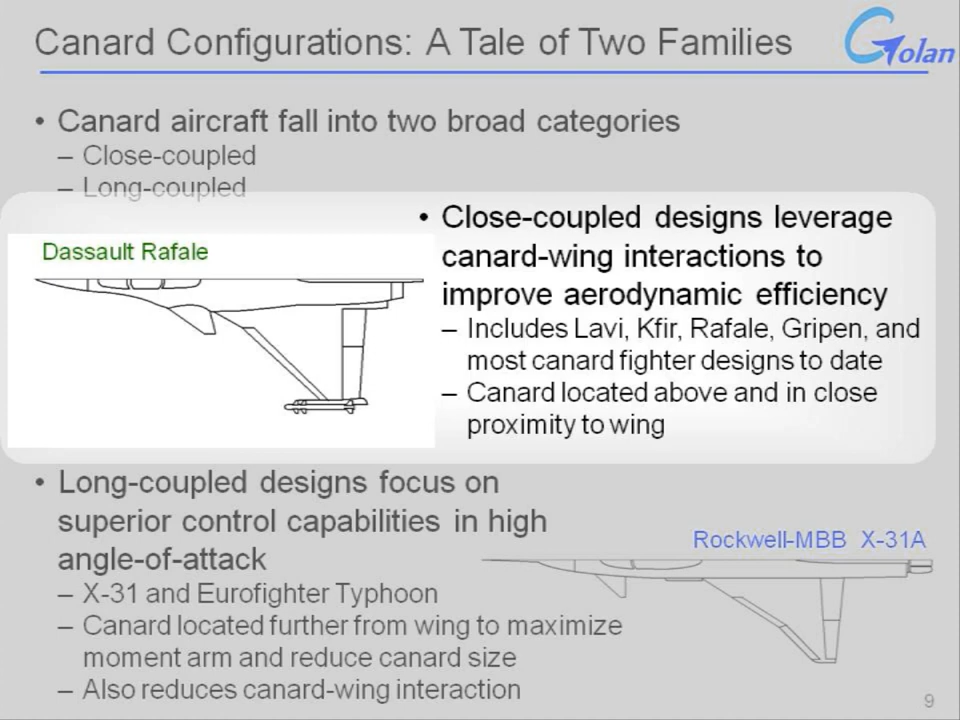 Canard Configurations: A Tale of Two Families
Golan
• Canard aircraft fall into two broad categories
– Close-coupled
– Long-coupled
Dassault Rafale
• Close-coupled designs leverage
canard-wing interactions to
improve aerodynamic efficiency
– Includes Lavi, Kfir, Rafale, Gripen, and
most canard fighter designs to date
– Canard located above and in close
proximity to wing
• Long-coupled designs focus on
superior control capabilities in high
angle-of-attack
– X-31 and Eurofighter Typhoon
– Canard located further from wing to maximize
moment arm and reduce canard size
– Also reduces canard-wing interaction
Rockwell-MBB X-31A
9